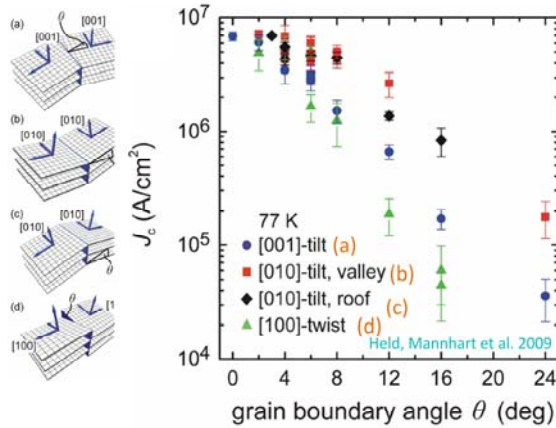 (a)
θ
[001]
[001]
(b)
[010]
[010]
(c)
[010]
[010]
θ
(d)
θ
[100]
J_c (A/cm²)
10⁷
10⁶
10⁵
10⁴
77 K
[001]-tilt (a)
[010]-tilt, valley (b)
[010]-tilt, roof (c)
[100]-twist (d)
Held, Mannhart et al. 2009
0 4 8 12 16 20 24
grain boundary angle θ (deg)